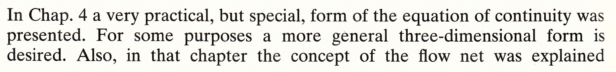 In Chap. 4 a very practical, but special, form of the equation of continuity was
presented. For some purposes a more general three-dimensional form is
desired. Also, in that chapter the concept of the flow net was explained